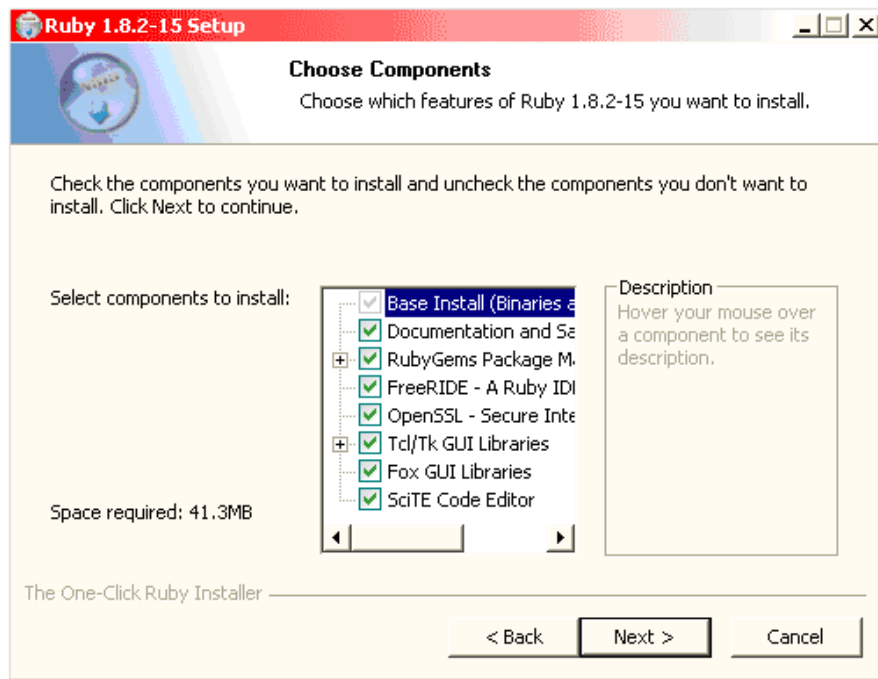 Ruby 1.8.2-15 Setup
Choose Components
Choose which features of Ruby 1.8.2-15 you want to install.
Check the components you want to install and uncheck the components you don't want to
install. Click Next to continue.
Select components to install:
Base Install (Binaries a
Documentation and Sa
RubyGems Package M
FreeRIDE - A Ruby ID
OpenSSL - Secure Inte
Tcl/Tk GUI Libraries
Fox GUI Libraries
SciTE Code Editor
Description
Hover your mouse over
a component to see its
description.
Space required: 41.3MB
The One-Click Ruby Installer
< Back
Next >
Cancel